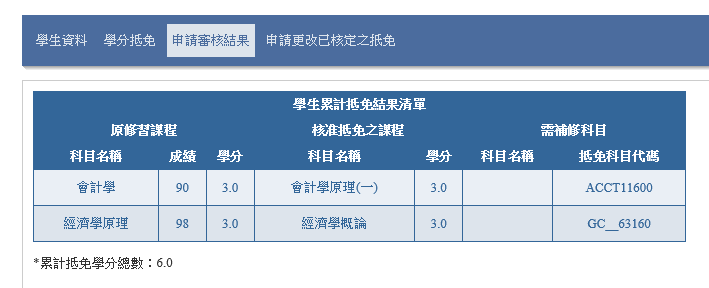 學生資料 學分抵免 申請審核結果 申請更改已核定之抵免
學生累計抵免結果清單
原修習課程 核准抵免之課程 需補修科目
科目名稱 成績 學分 科目名稱 學分 科目名稱 抵免科目代碼
會計學 90 3.0 會計學原理(一) 3.0 ACCT11600
經濟學原理 98 3.0 經濟學概論 3.0 GC__63160
*累計抵免學分總數：6.0